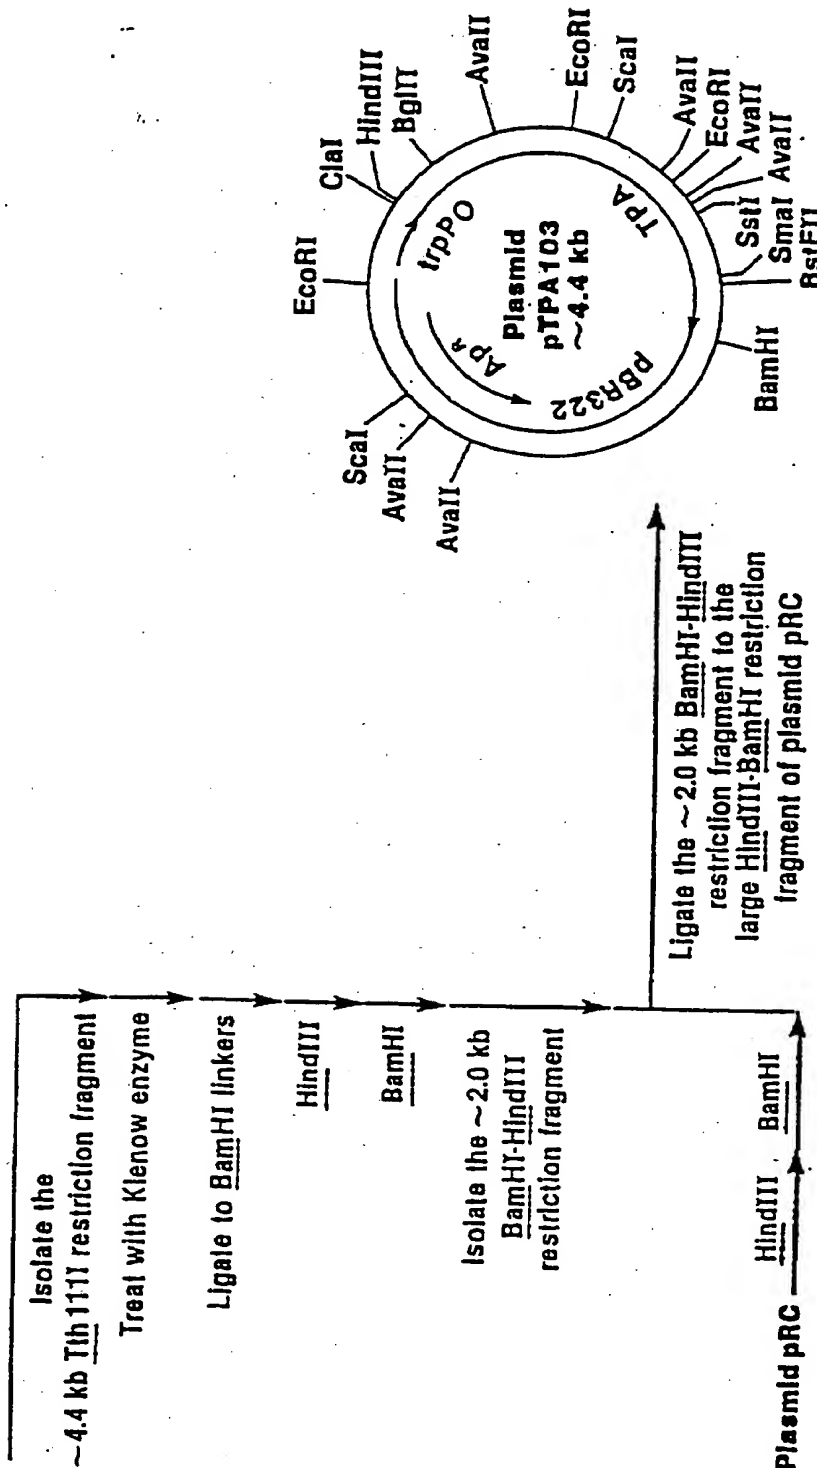 Isolate the
~4.4 kb Tth111I restriction fragment
Treat with Klenow enzyme
Ligate to BamHI linkers
HindIII
BamHI
Isolate the ~2.0 kb
BamHI-HindIII
restriction fragment
Plasmid pRC
HindIII
BamHI
Ligate the ~2.0 kb BamHI-HindIII
restriction fragment to the
large HindIII-BamHI restriction
fragment of plasmid pRC
EcoRI
ClaI
HindIII
BglII
AvaII
EcoRI
ScaI
AvaII
EcoRI
AvaII
AvaII
SstI
SmaI
BstEII
BamHI
AvaII
AvaII
ScaI
trpPO
TPA
pBR322
ApR
Plasmid
pTPA103
~4.4 kb